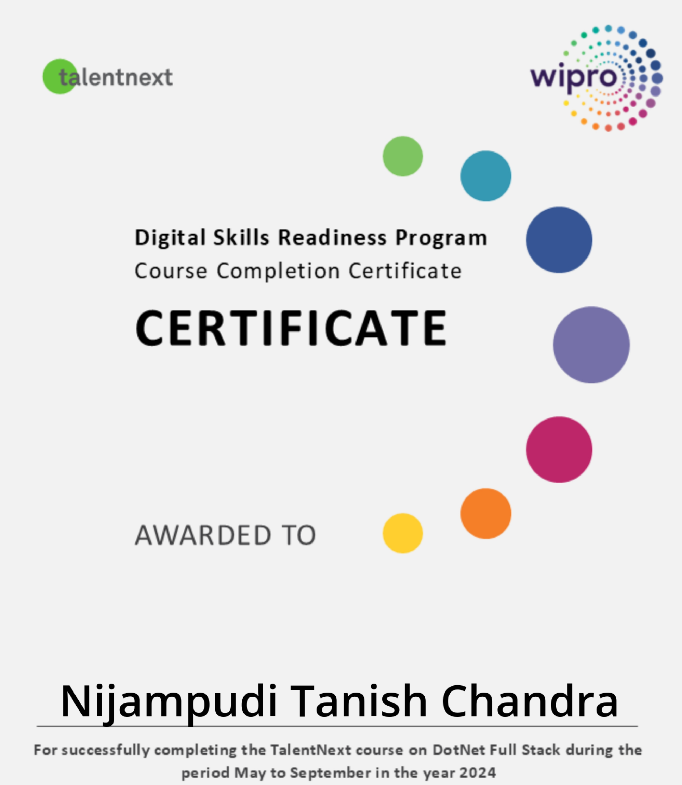 talentnext
wipro
Digital Skills Readiness Program
Course Completion Certificate
CERTIFICATE
AWARDED TO
Nijampudi Tanish Chandra
For successfully completing the TalentNext course on DotNet Full Stack during the
period May to September in the year 2024